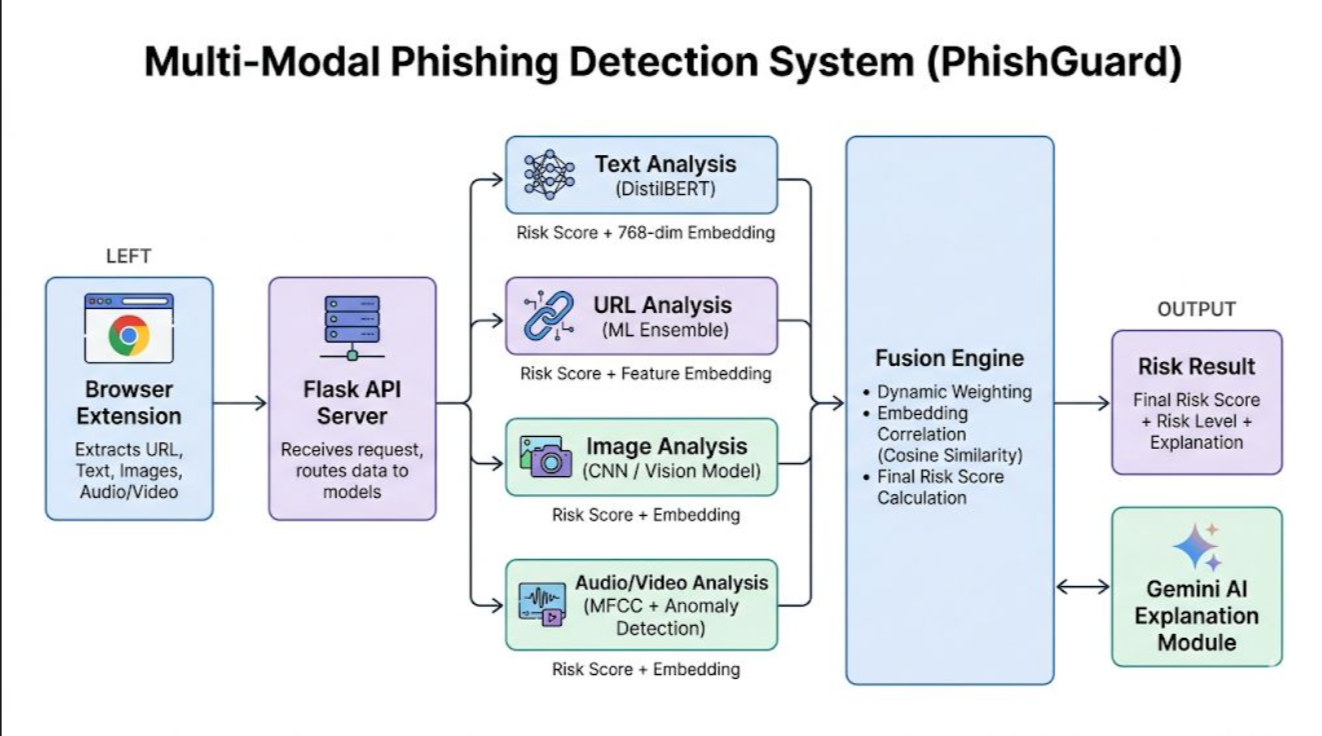 Multi-Modal Phishing Detection System (PhishGuard)
LEFT
Browser
Extension
Extracts URL,
Text, Images,
Audio/Video
Flask API
Server
Receives request,
routes data to
models
Text Analysis
(DistilBERT)
Risk Score + 768-dim Embedding
URL Analysis
(ML Ensemble)
Risk Score + Feature Embedding
Image Analysis
(CNN / Vision Model)
Risk Score + Embedding
Audio/Video Analysis
(MFCC + Anomaly
Detection)
Risk Score + Embedding
Fusion Engine
• Dynamic Weighting
• Embedding
Correlation
(Cosine Similarity)
• Final Risk Score
Calculation
OUTPUT
Risk Result
Final Risk Score
+ Risk Level +
Explanation
Gemini AI
Explanation
Module